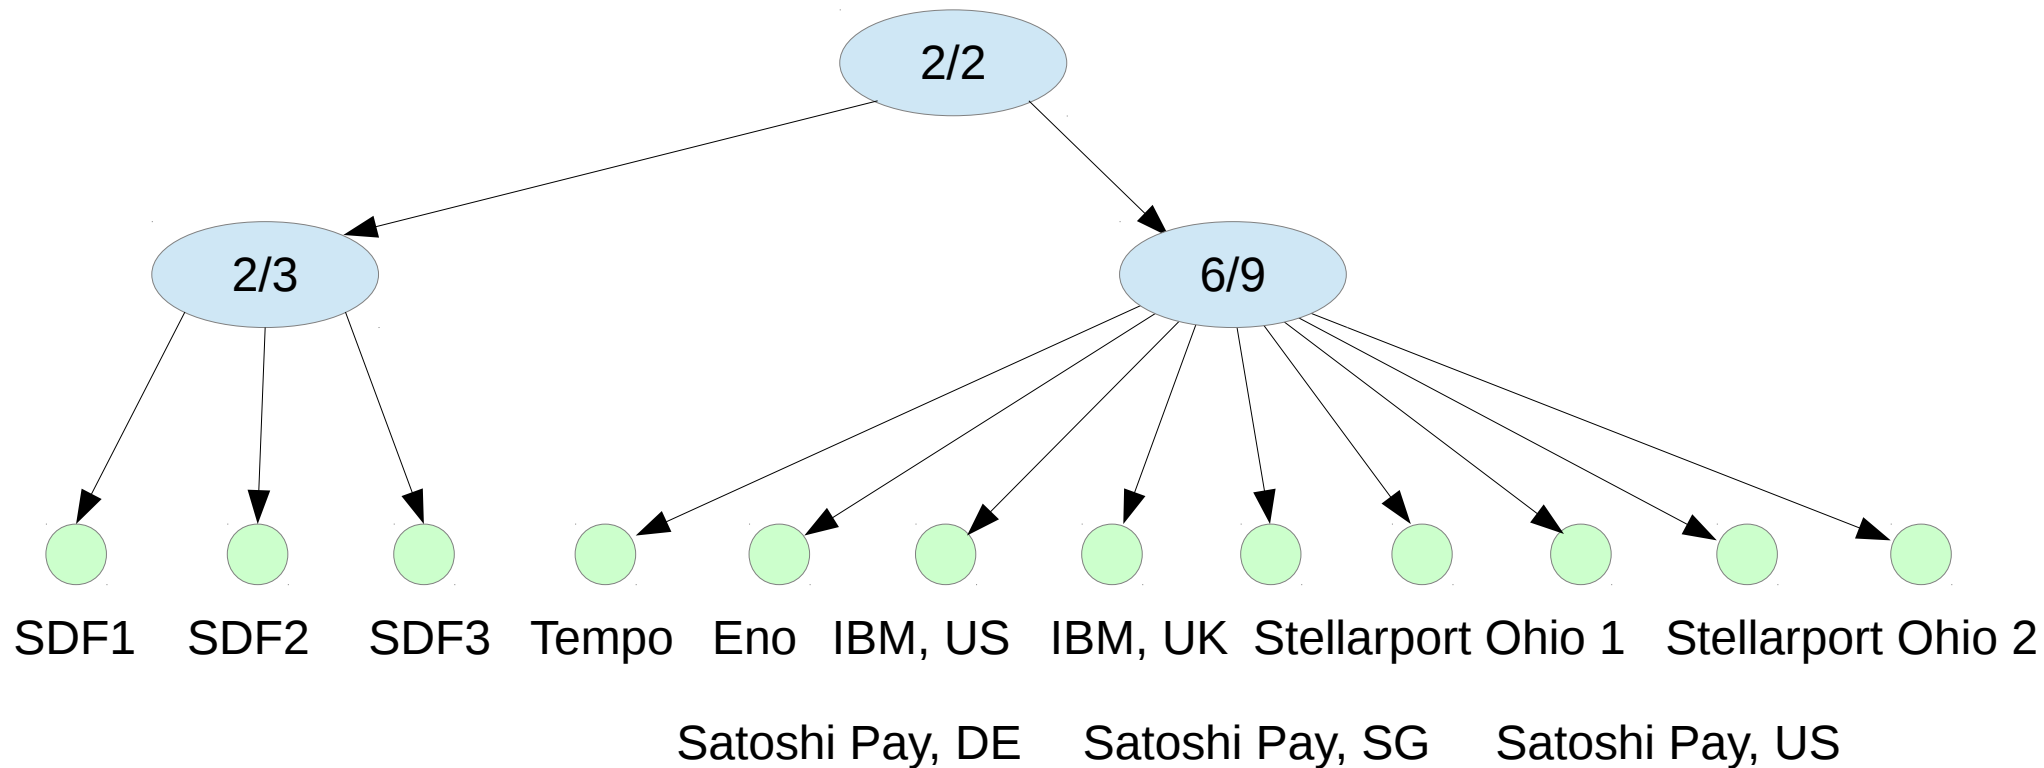 2/2
2/3
6/9
SDF1
SDF2
SDF3
Tempo
Eno
IBM, US
IBM, UK
Stellarport Ohio 1
Stellarport Ohio 2
Satoshi Pay, DE
Satoshi Pay, SG
Satoshi Pay, US